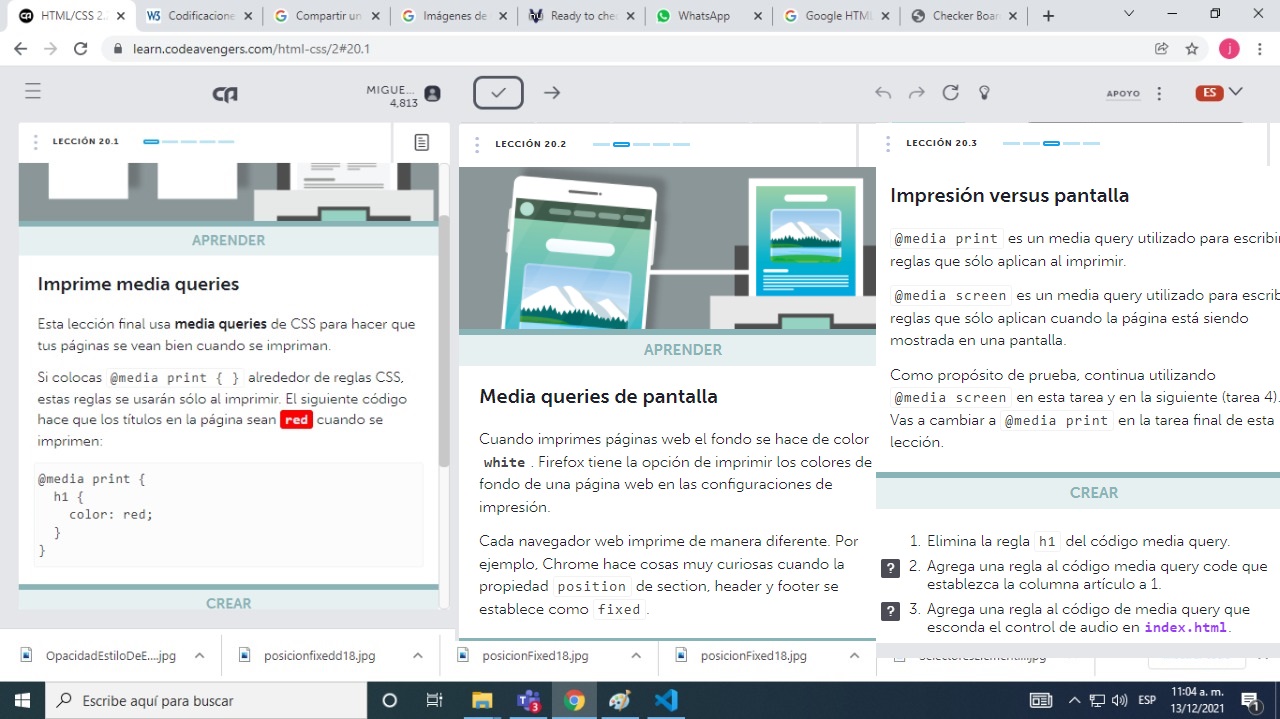 HTML/CSS 2.
Codificacione
Compartir un
Imágenes de
Ready to che
WhatsApp
Google HTML
Checker Boar
learn.codeavengers.com/html-css/2#20.1
j
MIGUE...
4,813
APOYO
ES
LECCIÓN 20.1
APRENDER
Imprime media queries
Esta lección final usa media queries de CSS para hacer que
tus páginas se vean bien cuando se impriman.
Si colocas @media print { } alrededor de reglas CSS,
estas reglas se usarán sólo al imprimir. El siguiente código
hace que los títulos en la página sean red cuando se
imprimen:
@media print {
h1 {
color: red;
}
}
CREAR
LECCIÓN 20.2
APRENDER
Media queries de pantalla
Cuando imprimes páginas web el fondo se hace de color
white . Firefox tiene la opción de imprimir los colores de
fondo de una página web en las configuraciones de
impresión.
Cada navegador web imprime de manera diferente. Por
ejemplo, Chrome hace cosas muy curiosas cuando la
propiedad position de section, header y footer se
establece como fixed .
LECCIÓN 20.3
Impresión versus pantalla
@media print es un media query utilizado para escribi
reglas que sólo aplican al imprimir.
@media screen es un media query utilizado para escrib
reglas que sólo aplican cuando la página está siendo
mostrada en una pantalla.
Como propósito de prueba, continua utilizando
@media screen en esta tarea y en la siguiente (tarea 4).
Vas a cambiar a @media print en la tarea final de esta
lección.
CREAR
1. Elimina la regla h1 del código media query.
? 2. Agrega una regla al código media query code que
establezca la columna artículo a 1.
? 3. Agrega una regla al código de media query que
esconda el control de audio en index.html.
OpacidadEstiloDeE....jpg
posicionfixedd18.jpg
posicionFixed18.jpg
posicionFixed18.jpg
Escribe aquí para buscar
3
ESP
11:04 a. m.
13/12/2021
1